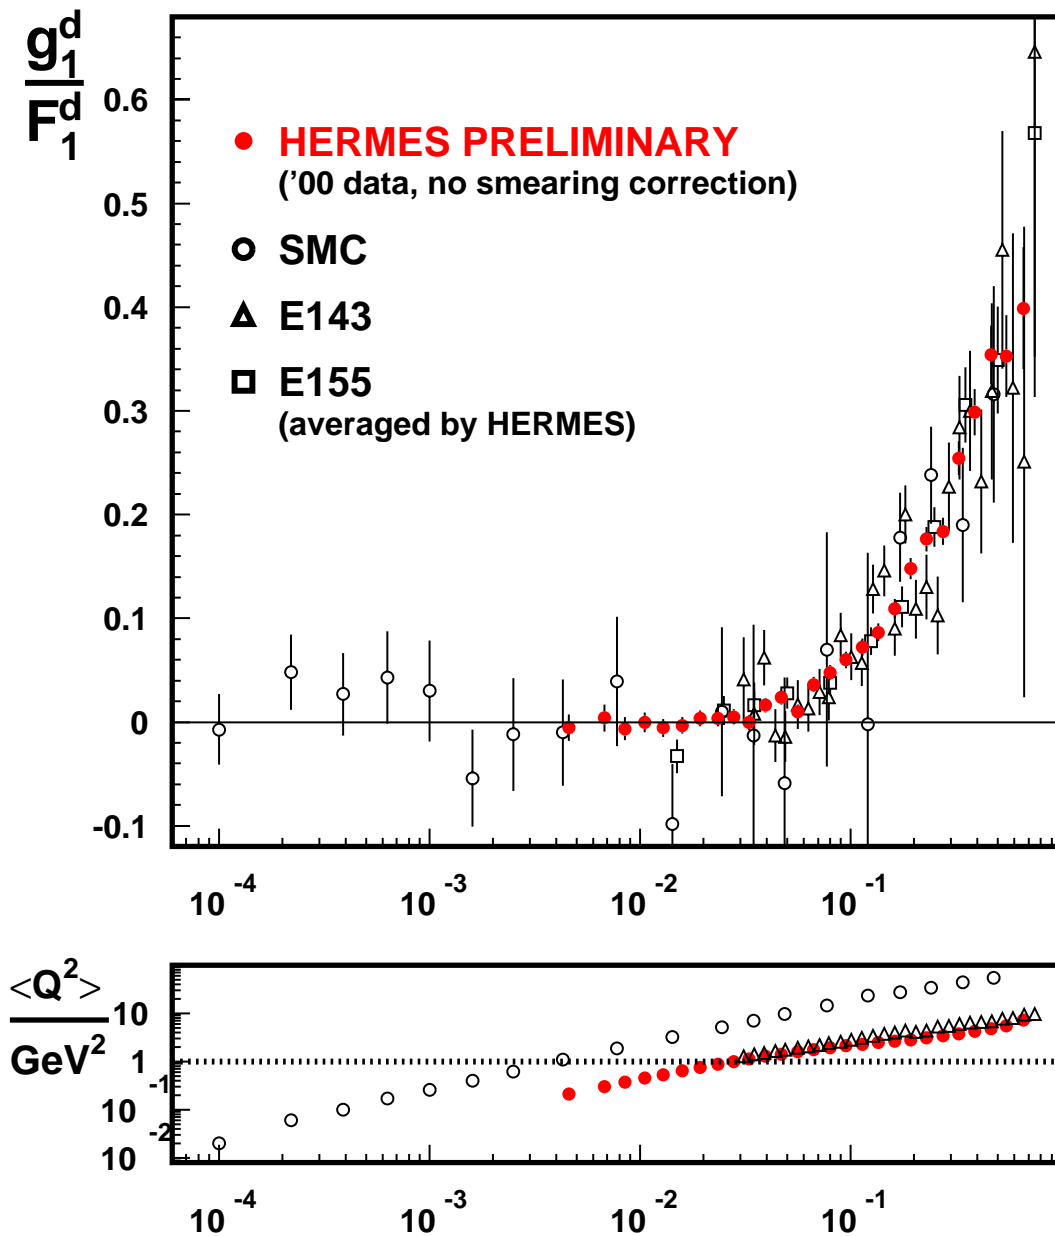 g₁ᵈ
F₁ᵈ
0.6
0.5
0.4
0.3
0.2
0.1
0
-0.1
HERMES PRELIMINARY
('00 data, no smearing correction)
SMC
E143
E155
(averaged by HERMES)
10⁻⁴ 10⁻³ 10⁻² 10⁻¹
<Q²>
GeV²
10
1
10⁻¹
10⁻²
10⁻⁴ 10⁻³ 10⁻² 10⁻¹